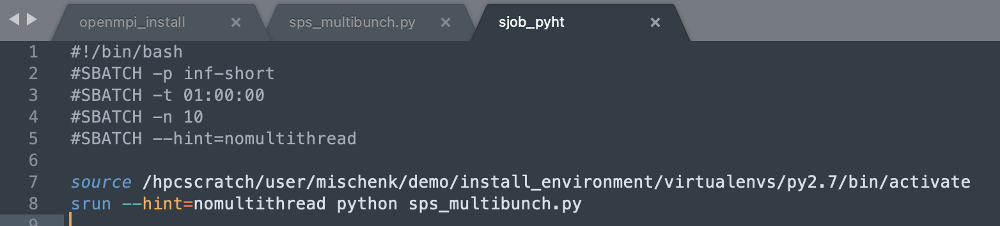 openmpi_install × sps_multibunch.py × sjob_pyht ×
1 #!/bin/bash
2 #SBATCH -p inf-short
3 #SBATCH -t 01:00:00
4 #SBATCH -n 10
5 #SBATCH --hint=nomultithread
6
7 source /hpcscratch/user/mischenk/demo/install_environment/virtualenvs/py2.7/bin/activate
8 srun --hint=nomultithread python sps_multibunch.py
9